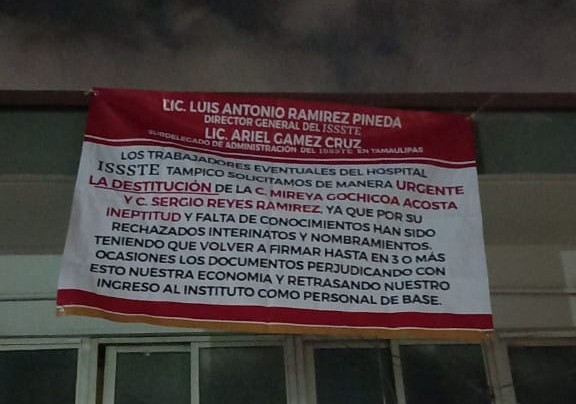 LIC. LUIS ANTONIO RAMIREZ PINEDA
DIRECTOR GENERAL DEL ISSSTE
LIC. ARIEL GAMEZ CRUZ
SUBDELEGADO DE ADMINISTRACIÓN DEL ISSSTE EN TAMAULIPAS
LOS TRABAJADORES EVENTUALES DEL HOSPITAL
ISSSTE TAMPICO SOLICITAMOS DE MANERA URGENTE
LA DESTITUCIÓN DE LA C. MIREYA GOCHICOA ACOSTA
Y C. SERGIO REYES RAMIREZ, YA QUE POR SU
INEPTITUD Y FALTA DE CONOCIMIENTOS HAN SIDO
RECHAZADOS INTERINATOS Y NOMBRAMIENTOS.
TENIENDO QUE VOLVER A FIRMAR HASTA EN 3 O MÁS
OCASIONES LOS DOCUMENTOS PERJUDICANDO CON
ESTO NUESTRA ECONOMIA Y RETRASANDO NUESTRO
INGRESO AL INSTITUTO COMO PERSONAL DE BASE.